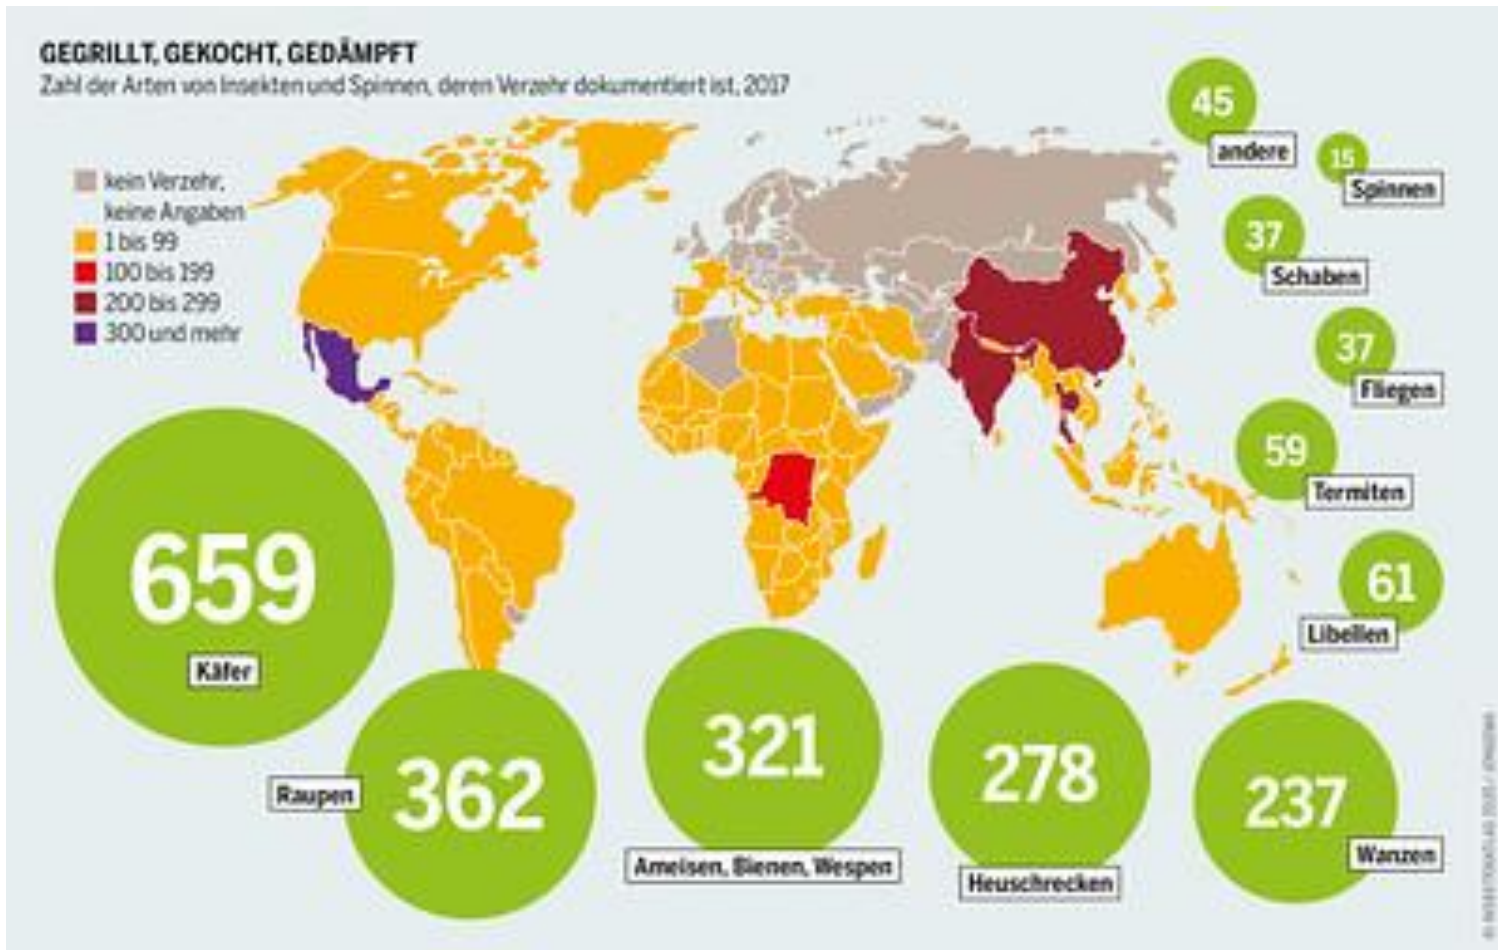 GEGRILLT, GEKOCHT, GEDÄMPFT
Zahl der Arten von Insekten und Spinnen, deren Verzehr dokumentiert ist, 2017
kein Verzehr,
keine Angaben
1 bis 99
100 bis 199
200 bis 299
300 und mehr
45
andere
15
Spinnen
37
Schaben
37
Fliegen
59
Termiten
61
Libellen
659
Käfer
362
Raupen
321
Ameisen, Bienen, Wespen
278
Heuschrecken
237
Wanzen